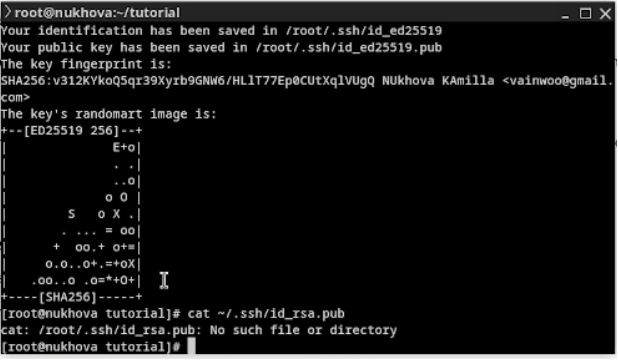 root@nukhova:~/tutorial
Your identification has been saved in /root/.ssh/id_ed25519
Your public key has been saved in /root/.ssh/id_ed25519.pub
The key fingerprint is:
SHA256:v312KYkoQ5qr39Xyrb9GNW6/HLlT77Ep0CUtXqlVUgQ NUkhova KAmilla <vainwoo@gmail.
com>
The key's randomart image is:
+--[ED25519 256]--+
|              E+o|
|              . .|
|              ..o|
|             o O |
|        S   o X .|
|       . ... = oo|
|      +  oo.+ o+=|
|     o.o..o+.=+oX|
|   .oo..o .o=*+O+|
+----[SHA256]-----+
[root@nukhova tutorial]# cat ~/.ssh/id_rsa.pub
cat: /root/.ssh/id_rsa.pub: No such file or directory
[root@nukhova tutorial]#